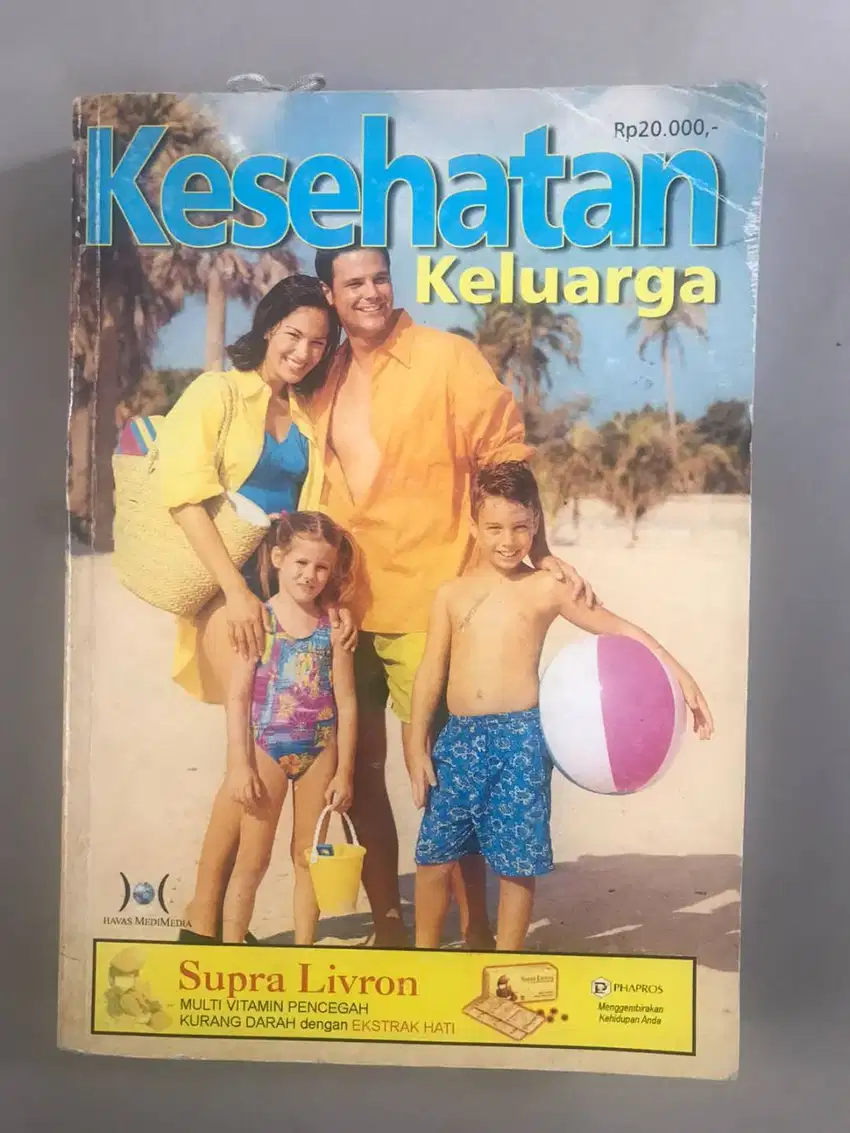 Rp20.000,-
Kesehatan
Keluarga
HAVAS MEDIMEDIA
Supra Livron
MULTI VITAMIN PENCEGAH
KURANG DARAH dengan EKSTRAK HATI
PHAPROS
Menggembirakan
Kehidupan Anda